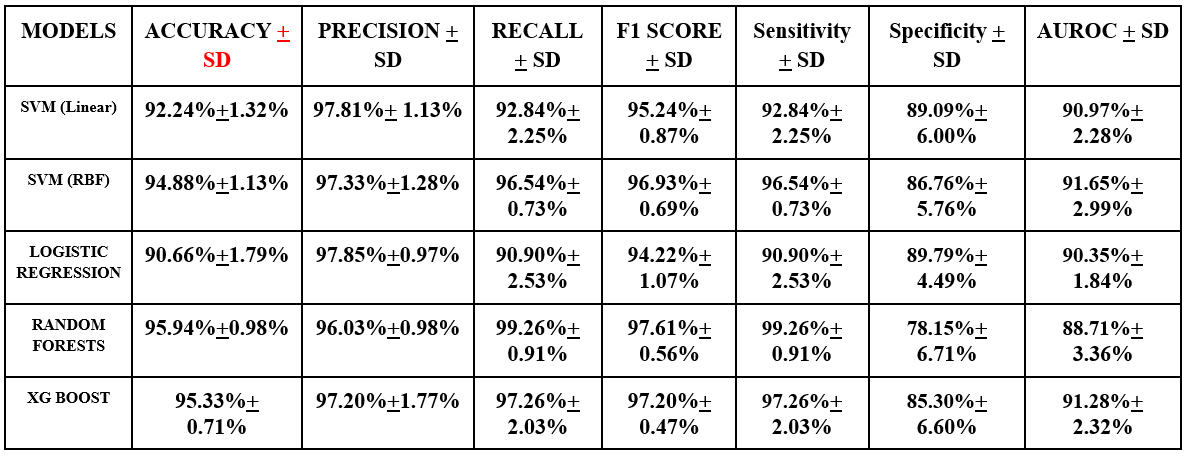 MODELS ACCURACY ± SD PRECISION ± SD RECALL ± SD F1 SCORE ± SD Sensitivity ± SD Specificity ± SD AUROC ± SD
SVM (Linear) 92.24%±1.32% 97.81%± 1.13% 92.84%± 2.25% 95.24%± 0.87% 92.84%± 2.25% 89.09%± 6.00% 90.97%± 2.28%
SVM (RBF) 94.88%±1.13% 97.33%±1.28% 96.54%± 0.73% 96.93%± 0.69% 96.54%± 0.73% 86.76%± 5.76% 91.65%± 2.99%
LOGISTIC REGRESSION 90.66%±1.79% 97.85%±0.97% 90.90%± 2.53% 94.22%± 1.07% 90.90%± 2.53% 89.79%± 4.49% 90.35%± 1.84%
RANDOM FORESTS 95.94%±0.98% 96.03%±0.98% 99.26%± 0.91% 97.61%± 0.56% 99.26%± 0.91% 78.15%± 6.71% 88.71%± 3.36%
XG BOOST 95.33%± 0.71% 97.20%±1.77% 97.26%± 2.03% 97.20%± 0.47% 97.26%± 2.03% 85.30%± 6.60% 91.28%± 2.32%